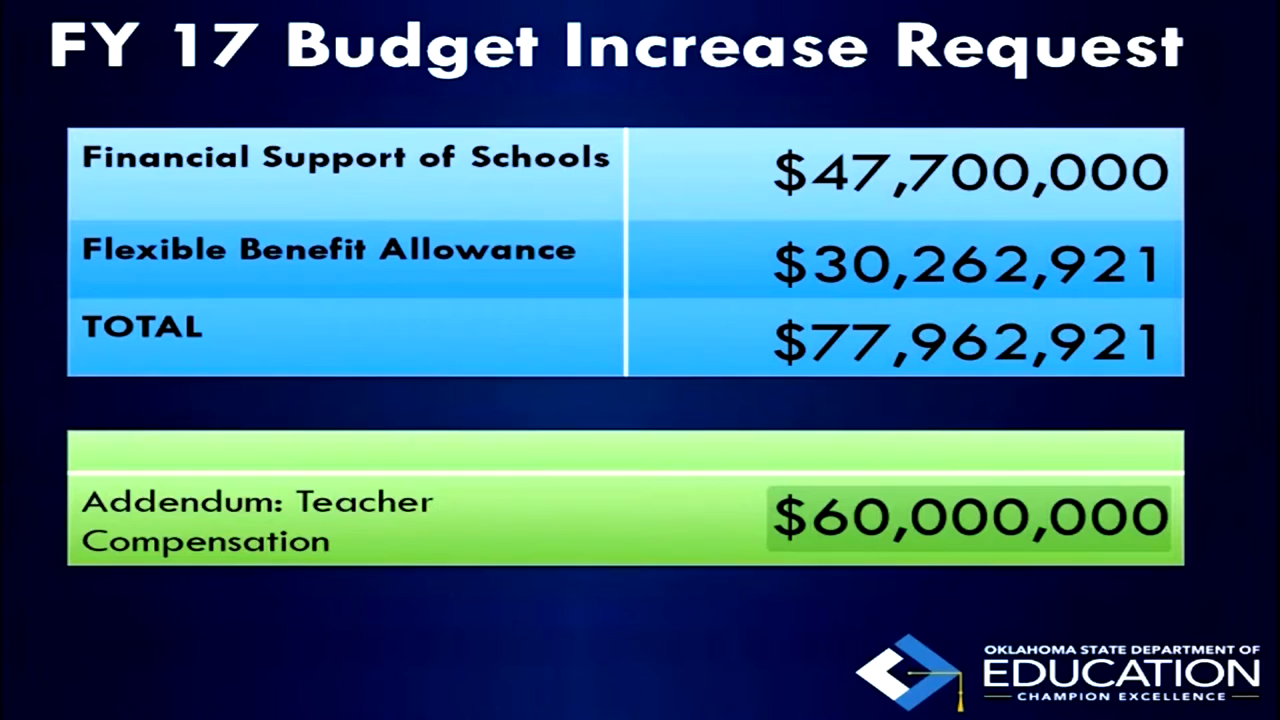 FY 17 Budget Increase Request
Financial Support of Schools $47,700,000
Flexible Benefit Allowance $30,262,921
TOTAL $77,962,921
Addendum: Teacher
Compensation $60,000,000
OKLAHOMA STATE DEPARTMENT OF
EDUCATION
CHAMPION EXCELLENCE